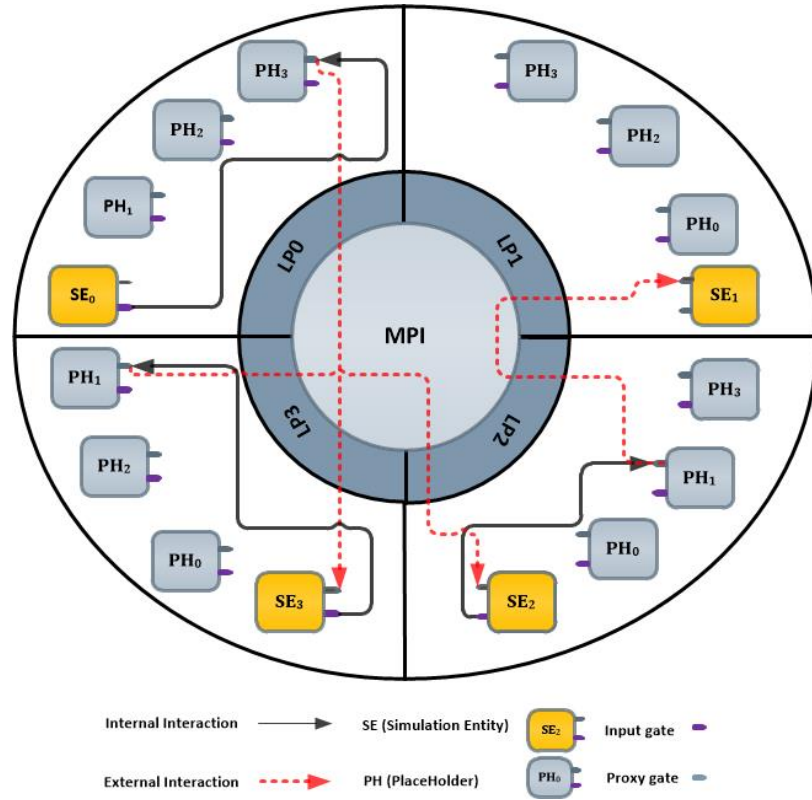 PH₃
PH₃
PH₂
PH₂
PH₁
PH₀
LP0
LP1
SE₀
SE₁
MPI
PH₁
PH₃
LP3
LP2
PH₂
PH₁
PH₀
PH₀
SE₃
SE₂
Internal Interaction
SE (Simulation Entity)
SE₂
Input gate
External Interaction
PH (PlaceHolder)
PH₀
Proxy gate